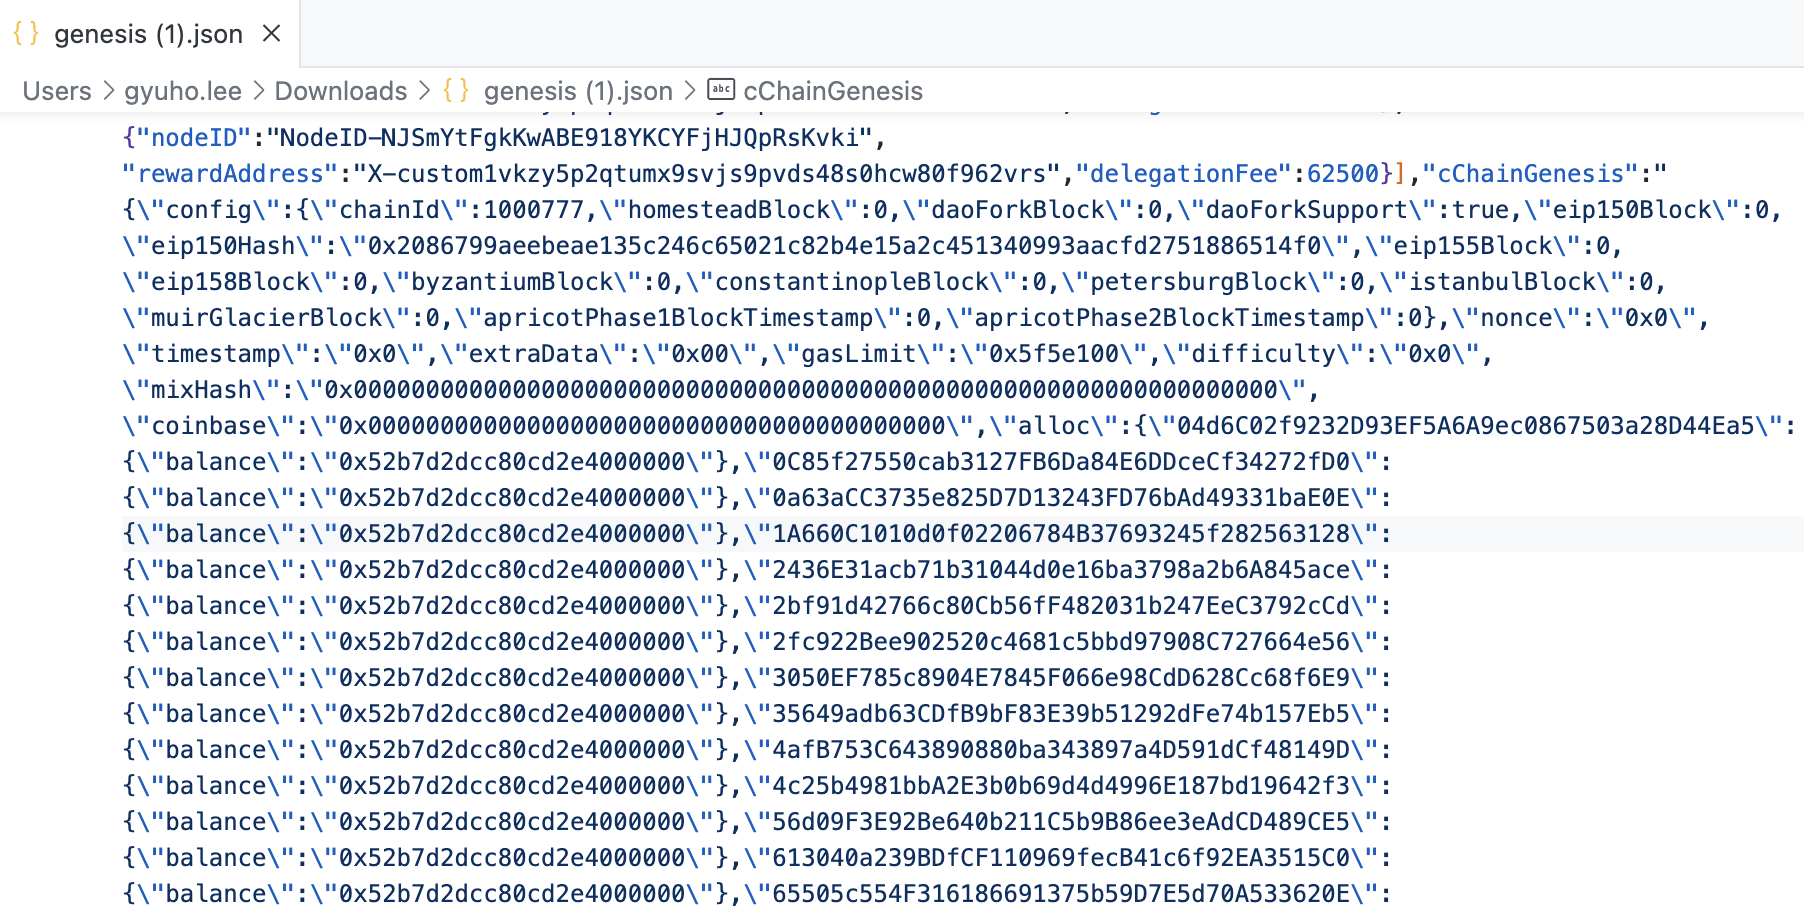 { } genesis (1).json ×
Users > gyuho.lee > Downloads > { } genesis (1).json > abc cChainGenesis
{"nodeID":"NodeID-NJSmYtFgkKwABE918YKCYFjHJQpRsKvki",
"rewardAddress":"X-custom1vkzy5p2qtumx9svjs9pvds48s0hcw80f962vrs","delegationFee":62500}],"cChainGenesis":"
{\"config\":{\"chainId\":1000777,\"homesteadBlock\":0,\"daoForkBlock\":0,\"daoForkSupport\":true,\"eip150Block\":0,
\"eip150Hash\":\"0x2086799aeebeae135c246c65021c82b4e15a2c451340993aacfd2751886514f0\",\"eip155Block\":0,
\"eip158Block\":0,\"byzantiumBlock\":0,\"constantinopleBlock\":0,\"petersburgBlock\":0,\"istanbulBlock\":0,
\"muirGlacierBlock\":0,\"apricotPhase1BlockTimestamp\":0,\"apricotPhase2BlockTimestamp\":0},\"nonce\":\"0x0\",
\"timestamp\":\"0x0\",\"extraData\":\"0x00\",\"gasLimit\":\"0x5f5e100\",\"difficulty\":\"0x0\",
\"mixHash\":\"0x0000000000000000000000000000000000000000000000000000000000000000\",
\"coinbase\":\"0x0000000000000000000000000000000000000000\",\"alloc\":{\"04d6C02f9232D93EF5A6A9ec0867503a28D44Ea5\":
{\"balance\":\"0x52b7d2dcc80cd2e4000000\"},\"0C85f27550cab3127FB6Da84E6DDceCf34272fD0\":
{\"balance\":\"0x52b7d2dcc80cd2e4000000\"},\"0a63aCC3735e825D7D13243FD76bAd49331baE0E\":
{\"balance\":\"0x52b7d2dcc80cd2e4000000\"},\"1A660C1010d0f02206784B37693245f282563128\":
{\"balance\":\"0x52b7d2dcc80cd2e4000000\"},\"2436E31acb71b31044d0e16ba3798a2b6A845ace\":
{\"balance\":\"0x52b7d2dcc80cd2e4000000\"},\"2bf91d42766c80Cb56fF482031b247EeC3792cCd\":
{\"balance\":\"0x52b7d2dcc80cd2e4000000\"},\"2fc922Bee902520c4681c5bbd97908C727664e56\":
{\"balance\":\"0x52b7d2dcc80cd2e4000000\"},\"3050EF785c8904E7845F066e98CdD628Cc68f6E9\":
{\"balance\":\"0x52b7d2dcc80cd2e4000000\"},\"35649adb63CDfB9bF83E39b51292dFe74b157Eb5\":
{\"balance\":\"0x52b7d2dcc80cd2e4000000\"},\"4afB753C643890880ba343897a4D591dCf48149D\":
{\"balance\":\"0x52b7d2dcc80cd2e4000000\"},\"4c25b4981bbA2E3b0b69d4d4996E187bd19642f3\":
{\"balance\":\"0x52b7d2dcc80cd2e4000000\"},\"56d09F3E92Be640b211C5b9B86ee3eAdCD489CE5\":
{\"balance\":\"0x52b7d2dcc80cd2e4000000\"},\"613040a239BDfCF110969fecB41c6f92EA3515C0\":
{\"balance\":\"0x52b7d2dcc80cd2e4000000\"},\"65505c554F316186691375b59D7E5d70A533620E\":